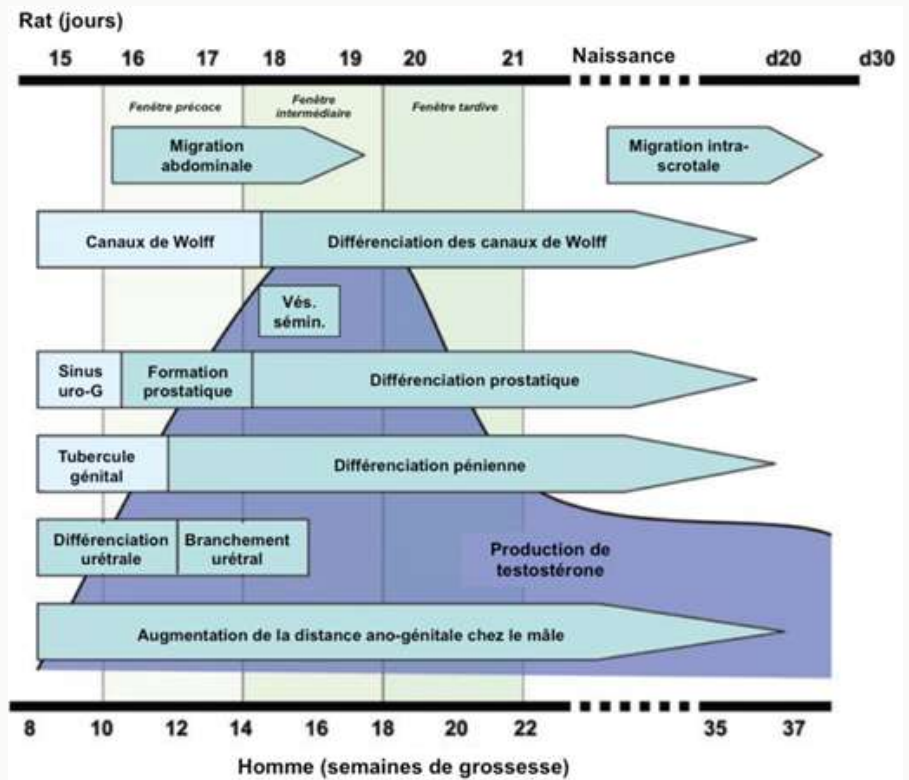 Rat (jours)
15 16 17 18 19 20 21 Naissance d20 d30
Fenêtre précoce
Fenêtre
intermédiaire
Fenêtre tardive
Migration
abdominale
Migration intra-
scrotale
Canaux de Wolff
Différenciation des canaux de Wolff
Vés.
sémin.
Sinus
uro-G
Formation
prostatique
Différenciation prostatique
Tubercule
génital
Différenciation pénienne
Différenciation
urétrale
Branchement
urétral
Production de
testostérone
Augmentation de la distance ano-génitale chez le mâle
8 10 12 14 16 18 20 22 35 37
Homme (semaines de grossesse)